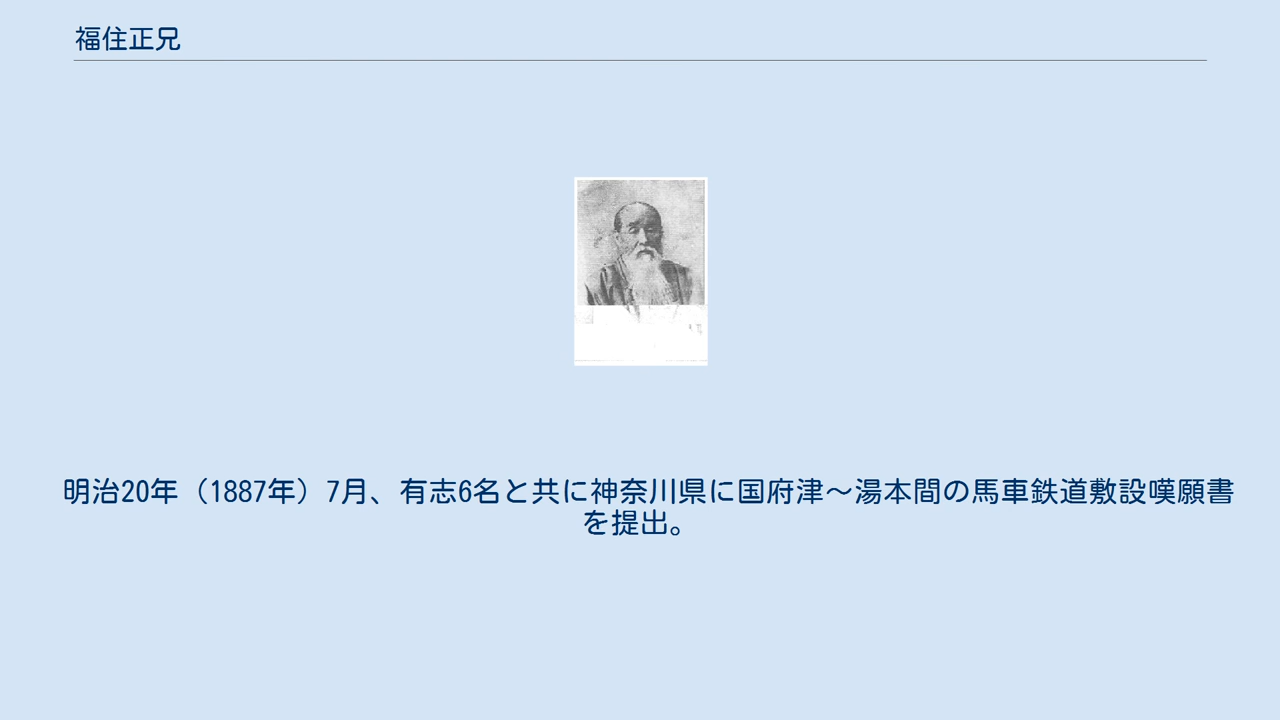 福住正兄
明治20年（1887年）7月、有志6名と共に神奈川県に国府津～湯本間の馬車鉄道敷設嘆願書
を提出。